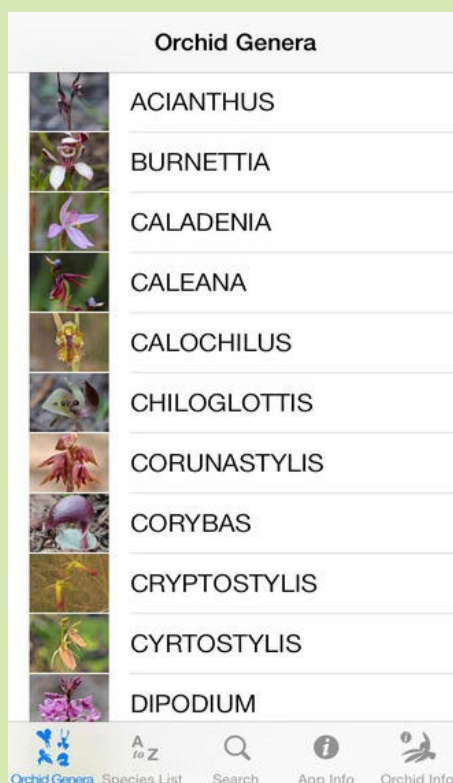 Orchid Genera
ACIANTHUS
BURNETTIA
CALADENIA
CALEANA
CALOCHILUS
CHILOGLOTTIS
CORUNASTYLIS
CORYBAS
CRYPTOSTYLIS
CYRTOSTYLIS
DIPODIUM
A to Z
Orchid Genera Species List Search App Info Orchid Info